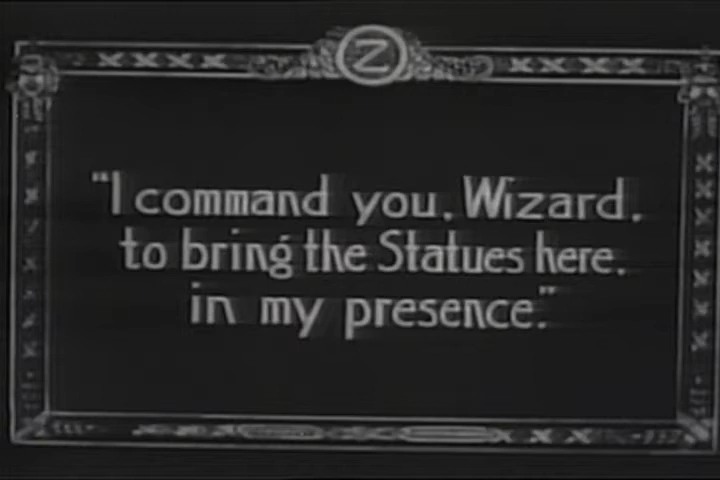 Z
"I command you, Wizard,
to bring the Statues here,
in my presence."